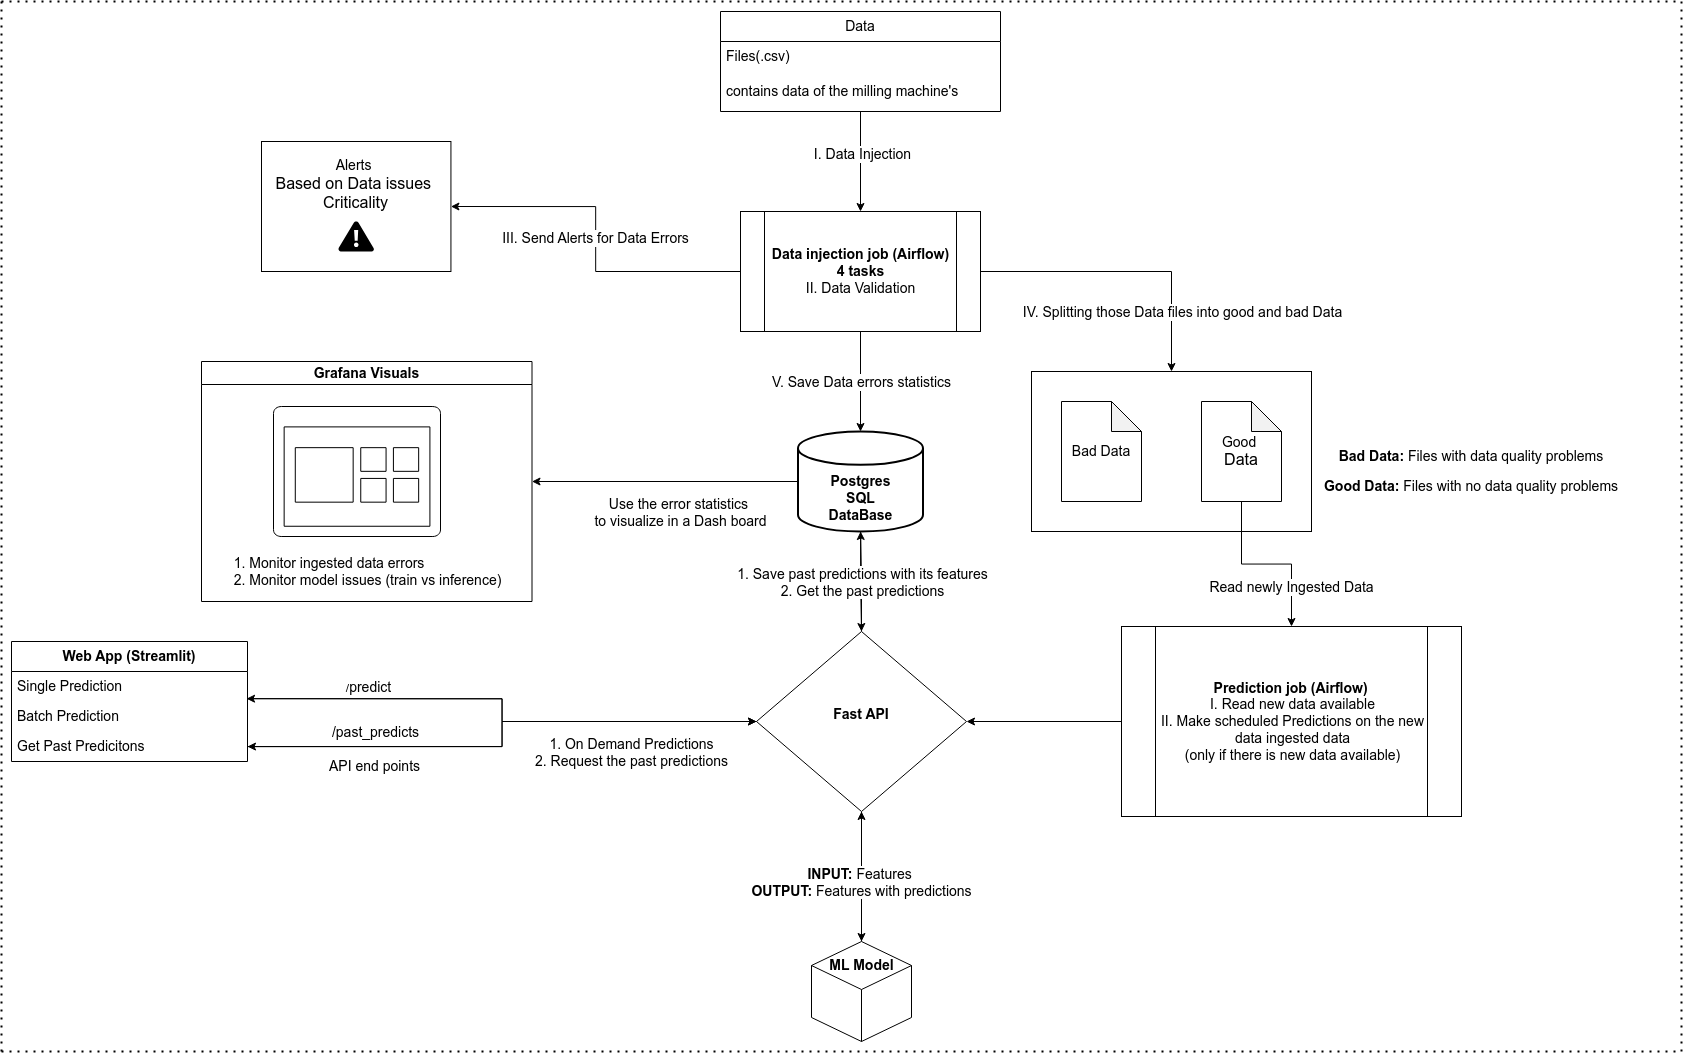 Data
Files(.csv)
contains data of the milling machine's
I. Data Injection
Alerts
Based on Data issues
Criticality
III. Send Alerts for Data Errors
Data injection job (Airflow)
4 tasks
II. Data Validation
IV. Splitting those Data files into good and bad Data
V. Save Data errors statistics
Grafana Visuals
1. Monitor ingested data errors
2. Monitor model issues (train vs inference)
Use the error statistics
to visualize in a Dash board
Postgres
SQL
DataBase
Bad Data
Good
Data
Bad Data: Files with data quality problems
Good Data: Files with no data quality problems
1. Save past predictions with its features
2. Get the past predictions
Read newly Ingested Data
Web App (Streamlit)
Single Prediction
Batch Prediction
Get Past Predicitons
/predict
/past_predicts
API end points
1. On Demand Predictions
2. Request the past predictions
Fast API
Prediction job (Airflow)
I. Read new data available
II. Make scheduled Predictions on the new
data ingested data
(only if there is new data available)
INPUT: Features
OUTPUT: Features with predictions
ML Model